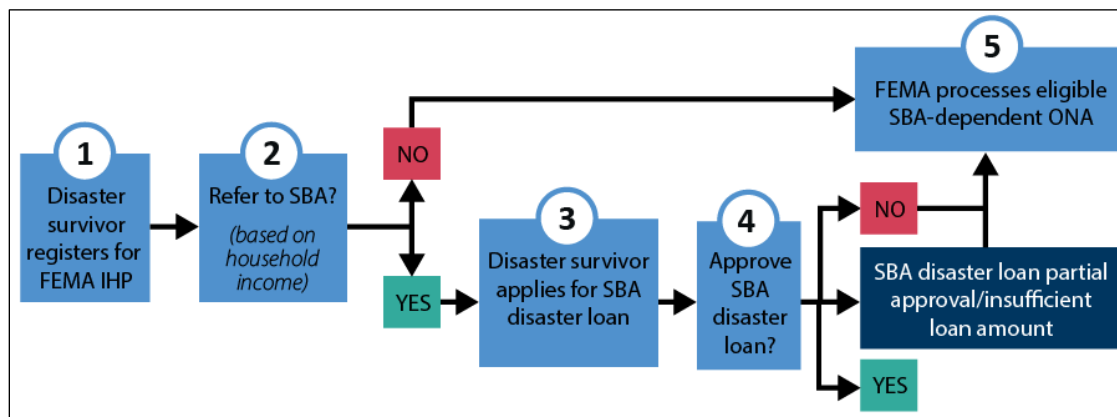 1
Disaster
survivor
registers for
FEMA IHP
2
Refer to SBA?
(based on
household
income)
NO
YES
3
Disaster survivor
applies for SBA
disaster loan
4
Approve
SBA
disaster
loan?
NO
SBA disaster loan partial
approval/insufficient
loan amount
YES
5
FEMA processes eligible
SBA-dependent ONA